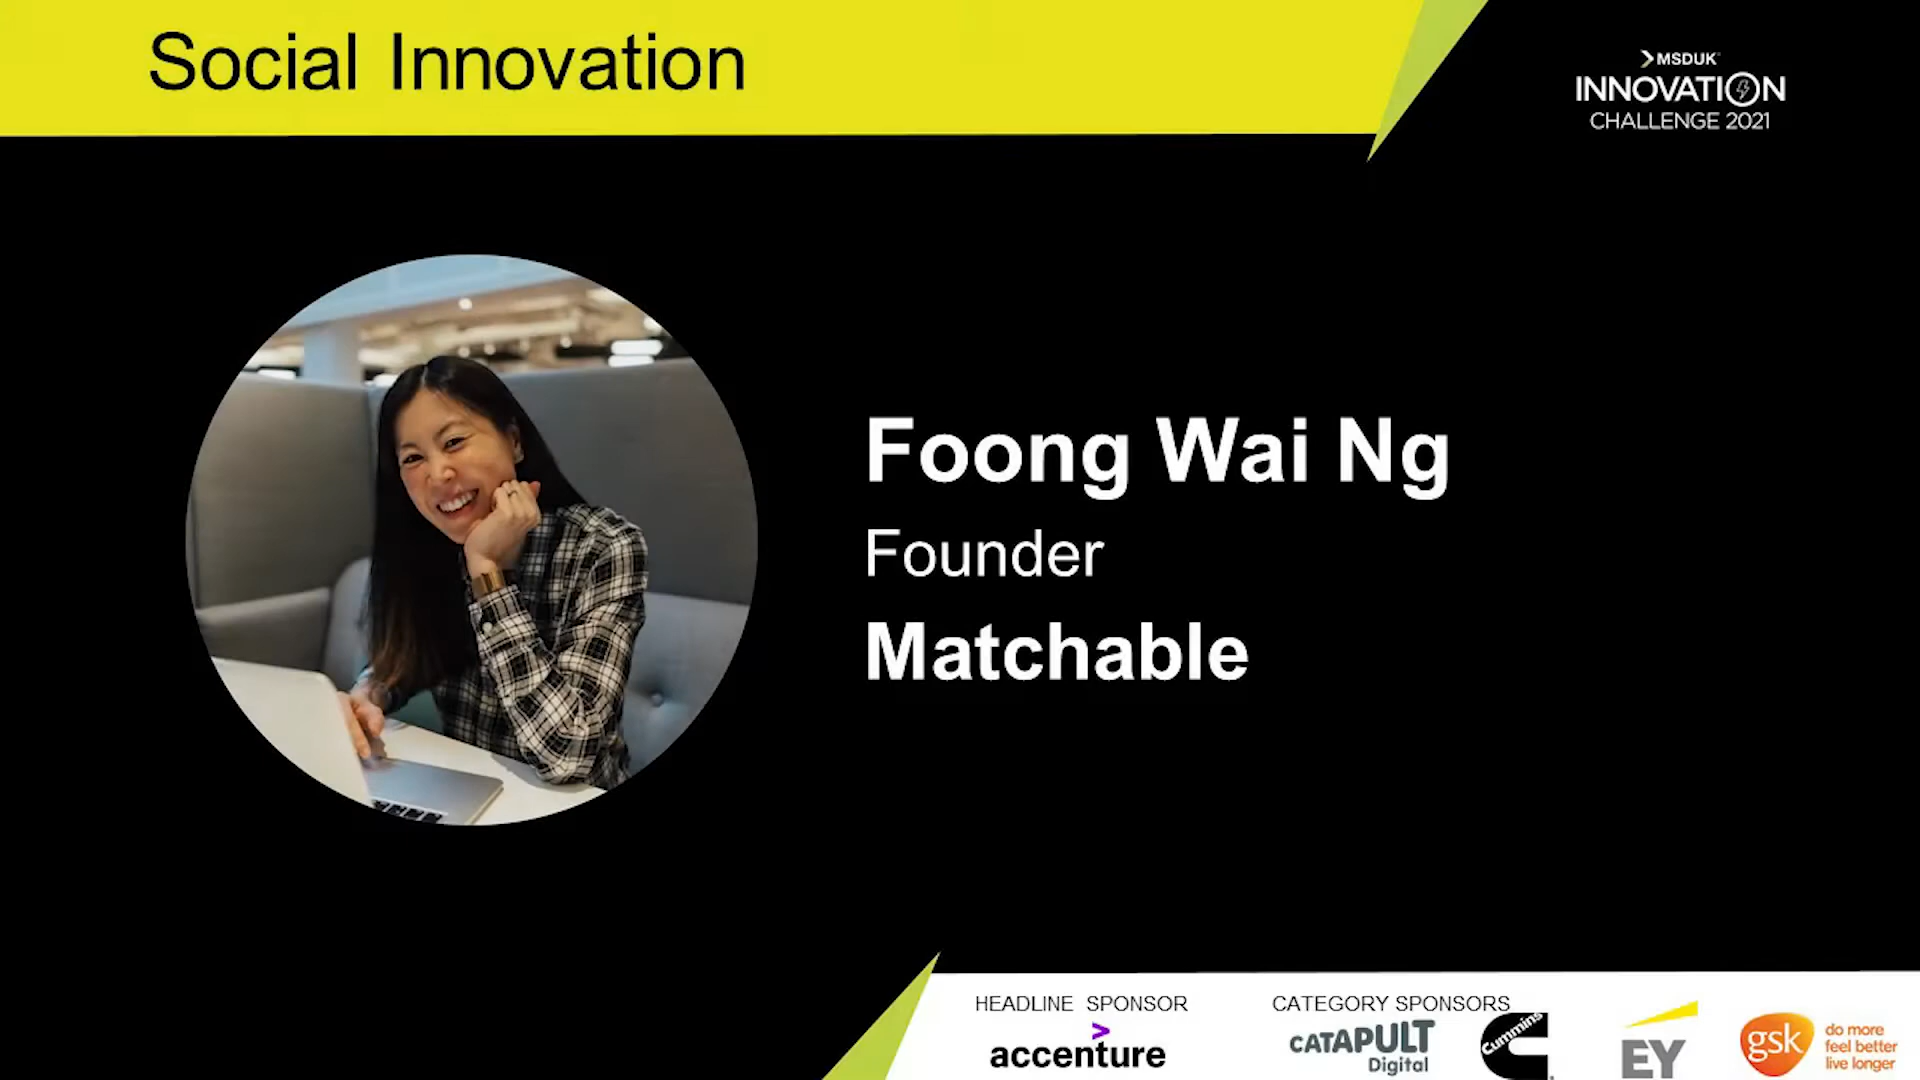 Social Innovation
MSDUK
INNOVATION
CHALLENGE 2021
Foong Wai Ng
Founder
Matchable
HEADLINE SPONSOR
CATEGORY SPONSORS
>
accenture
CATAPULT
Digital
Cummins
EY
gsk
do more
feel better
live longer